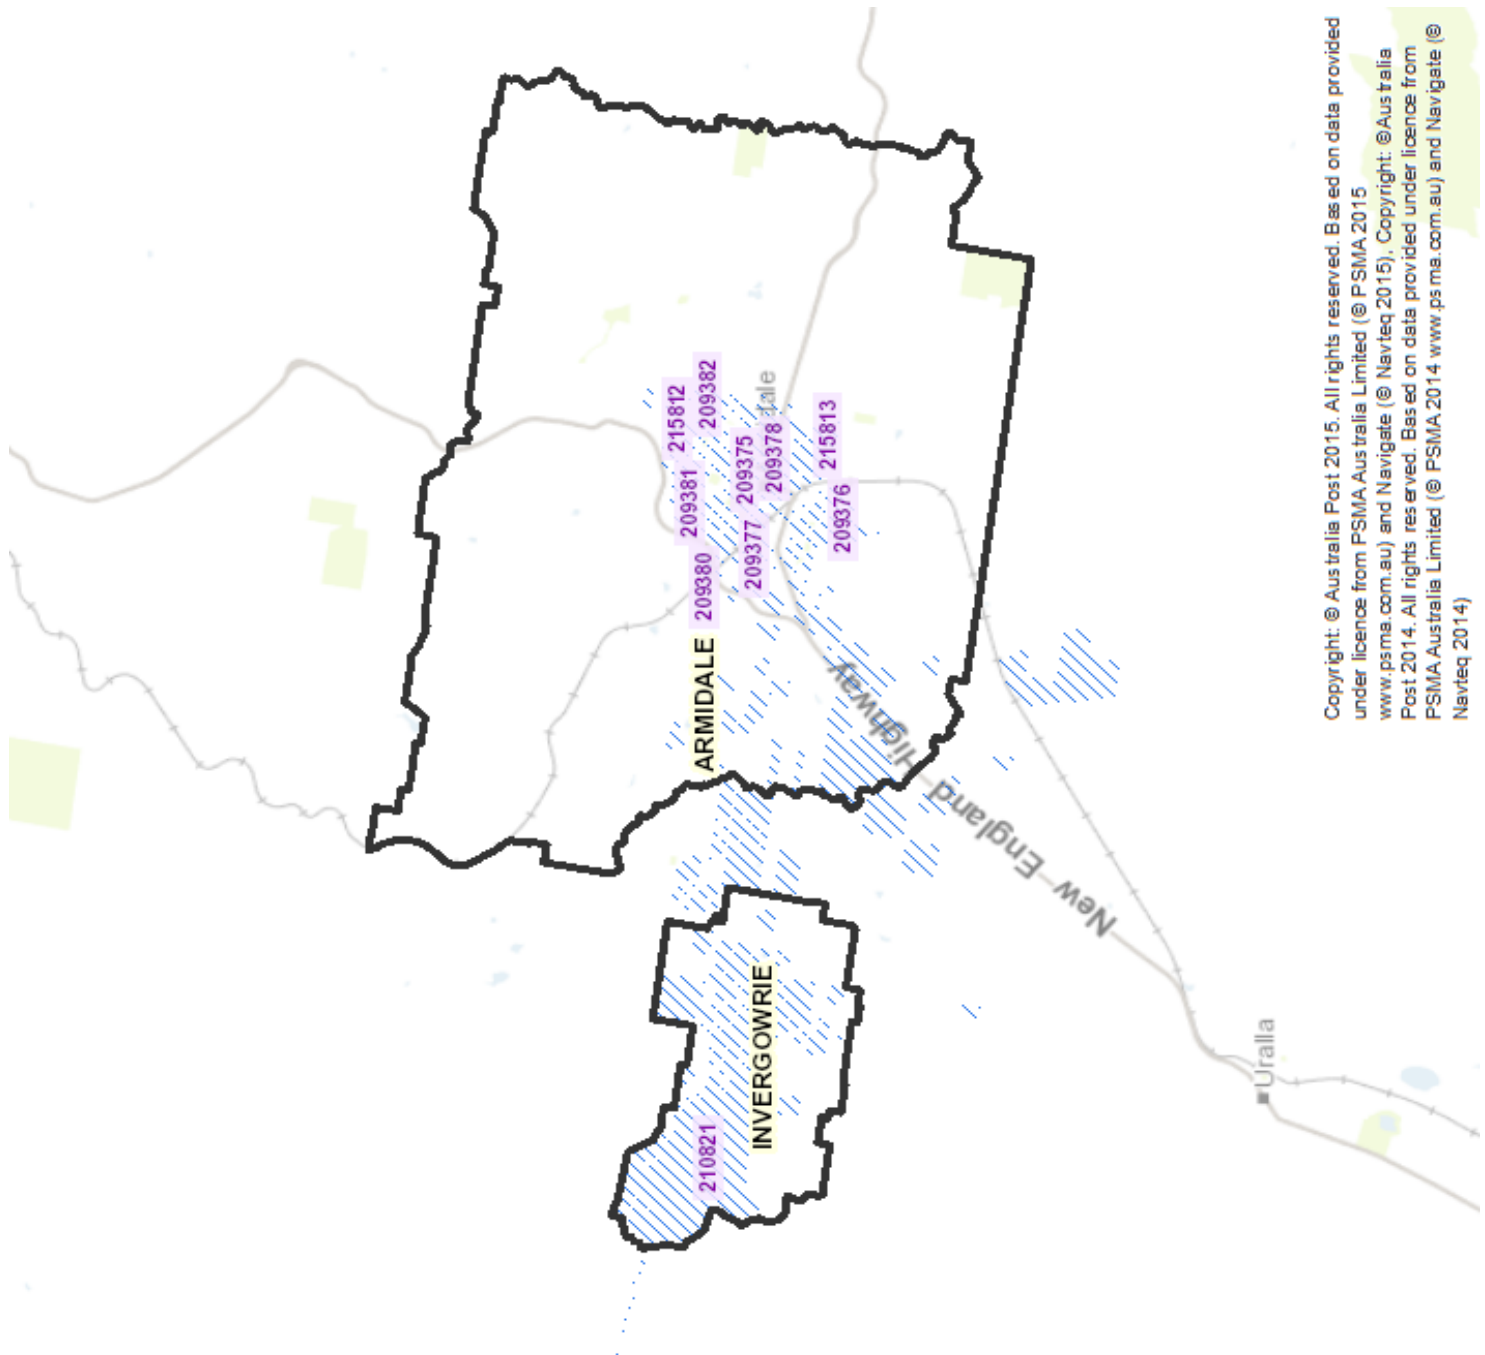 215812
209382
209381
209375
209378
215813
209380
209377
209376
dale
ARMIDALE
New England Highway
INVERGOWRIE
210821
Uralla
Copyright: © Australia Post 2015. All rights reserved. Based on data provided
under licence from PSMA Australia Limited (© PSMA 2015
www.psma.com.au) and Navigate (© Navteq 2015), Copyright: © Australia
Post 2014. All rights reserved. Based on data provided under licence from
PSMA Australia Limited (© PSMA 2014 www.psma.com.au) and Navigate (©
Navteq 2014)